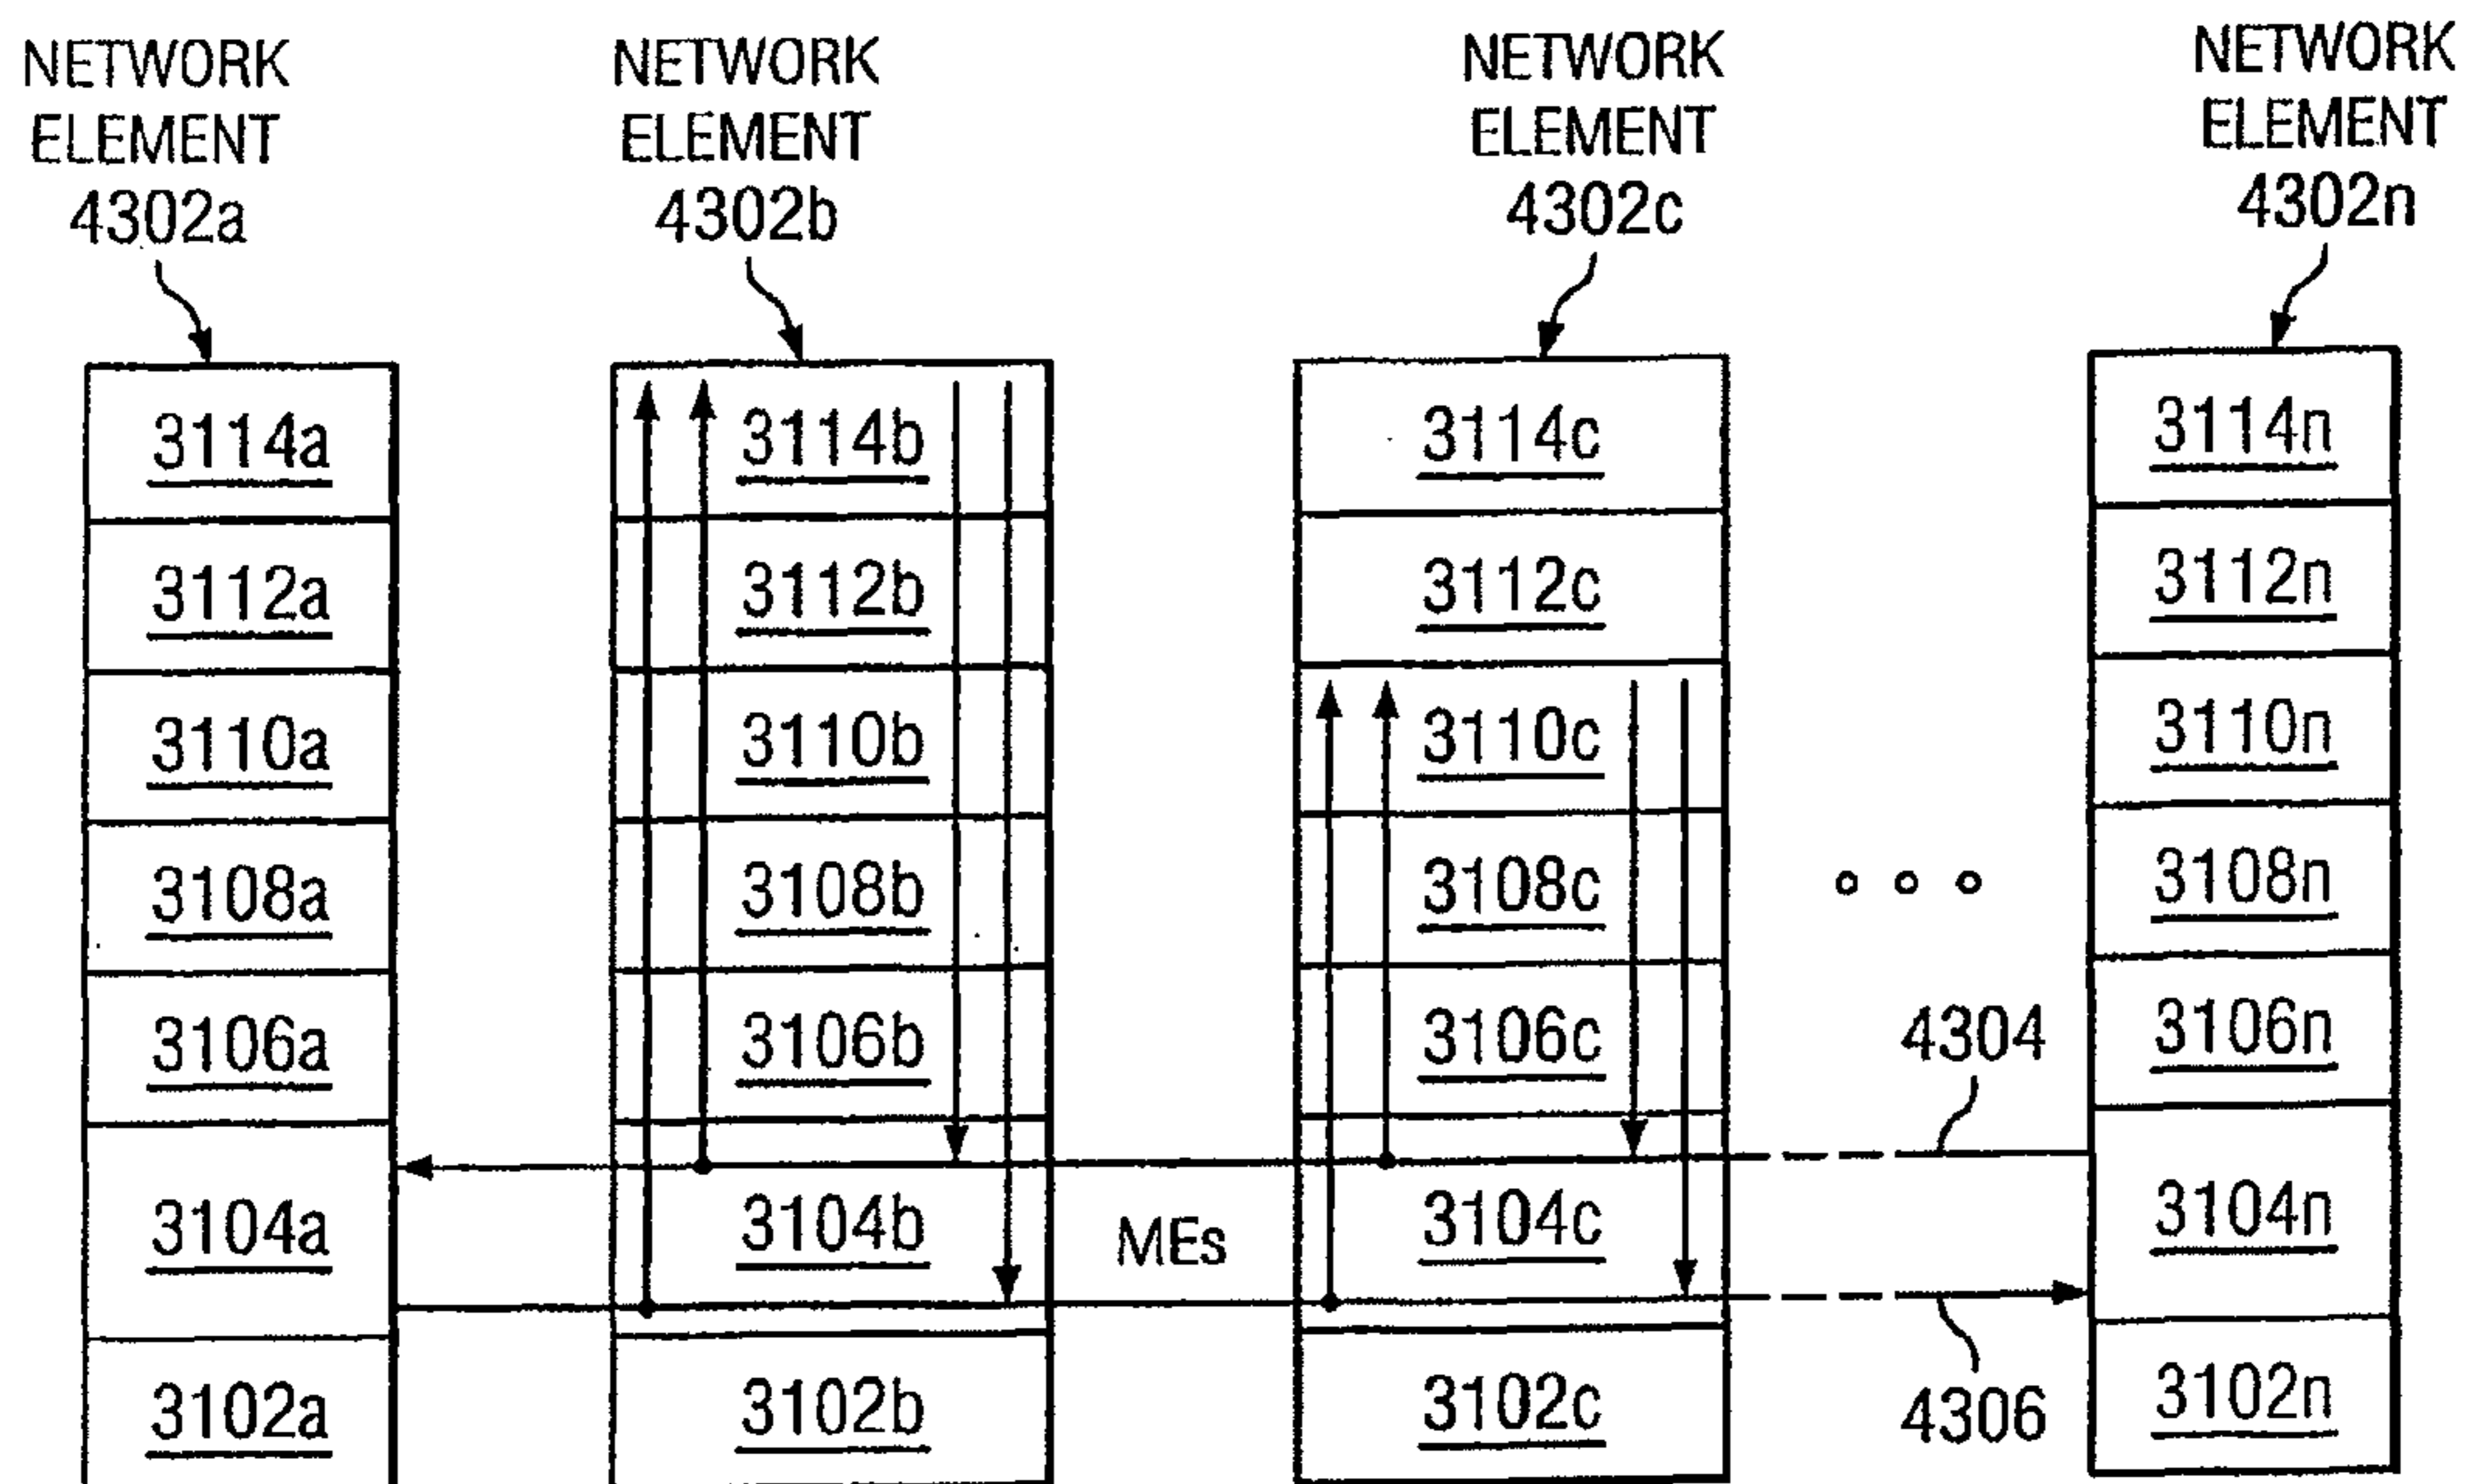 NETWORK
ELEMENT
4302a
NETWORK
ELEMENT
4302b
NETWORK
ELEMENT
4302c
NETWORK
ELEMENT
4302n
3114a
3114b
3114c
3114n
3112a
3112b
3112c
3112n
3110a
3110b
3110c
3110n
3108a
3108b
3108c
3108n
3106a
3106b
3106c
4304
3106n
3104a
3104b
MEs
3104c
3104n
3102a
3102b
3102c
4306
3102n